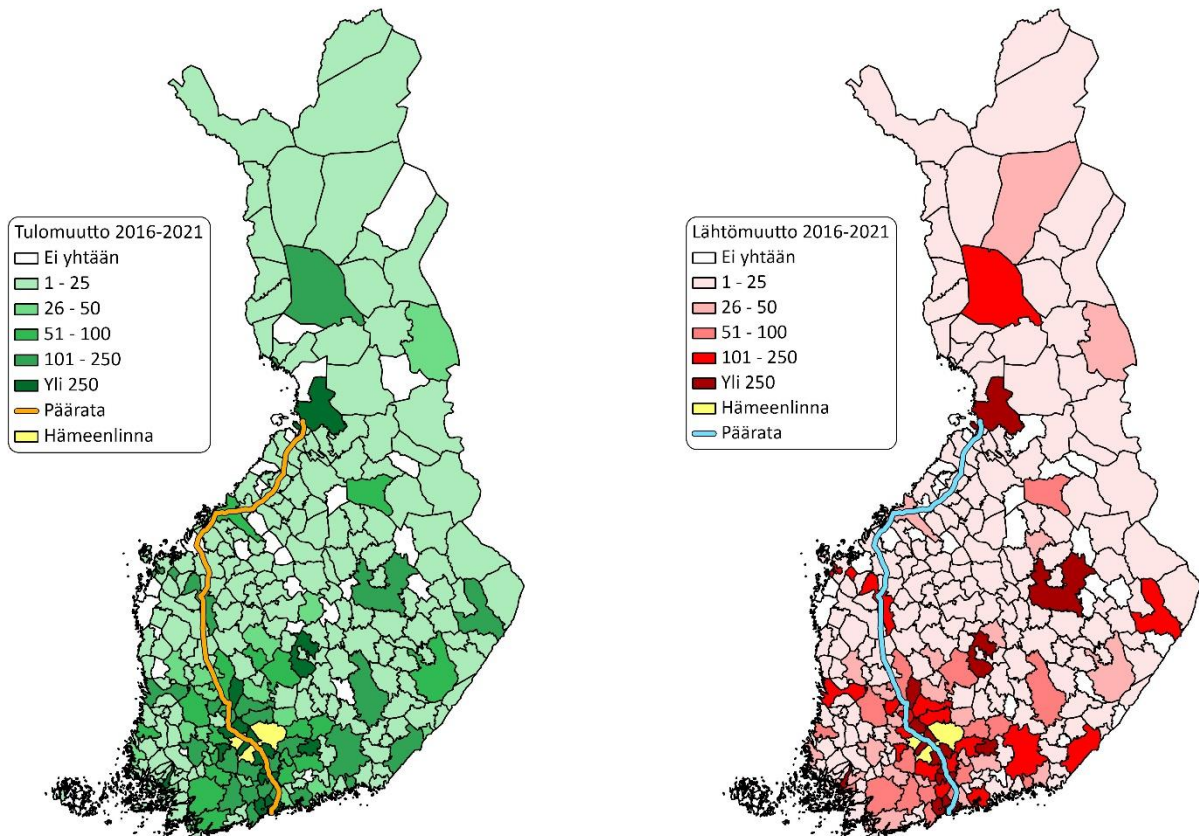 Tulomuutto 2016-2021
Ei yhtään
1 - 25
26 - 50
51 - 100
101 - 250
Yli 250
Päärata
Hämeenlinna
Lähtömuutto 2016-2021
Ei yhtään
1 - 25
26 - 50
51 - 100
101 - 250
Yli 250
Hämeenlinna
Päärata